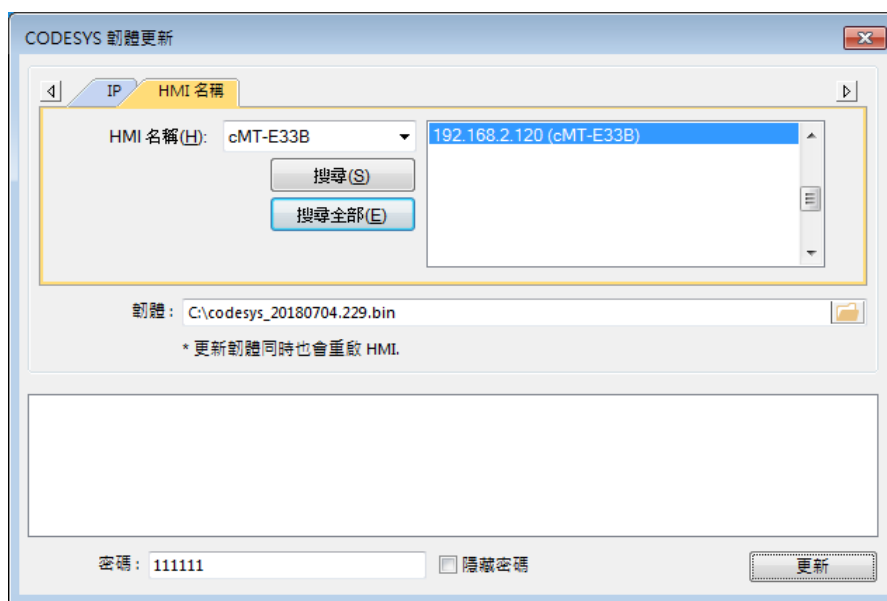 CODESYS 韌體更新
IP HMI 名稱
HMI 名稱(H): cMT-E33B 192.168.2.120 (cMT-E33B)
搜尋(S)
搜尋全部(E)
韌體: C:\codesys_20180704.229.bin
* 更新韌體同時也會重啟 HMI.
密碼: 111111 隱藏密碼 更新